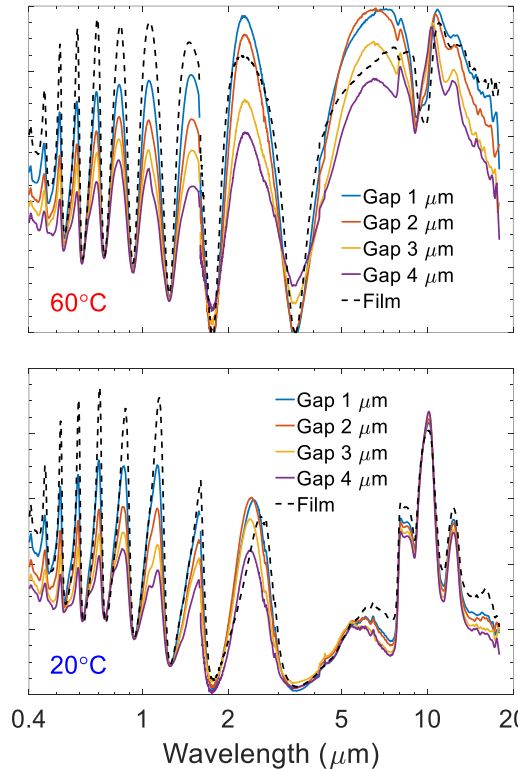 Gap 1 μm
Gap 2 μm
Gap 3 μm
Gap 4 μm
Film
60°C
Gap 1 μm
Gap 2 μm
Gap 3 μm
Gap 4 μm
Film
20°C
0.4 1 2 5 10 20
Wavelength (μm)